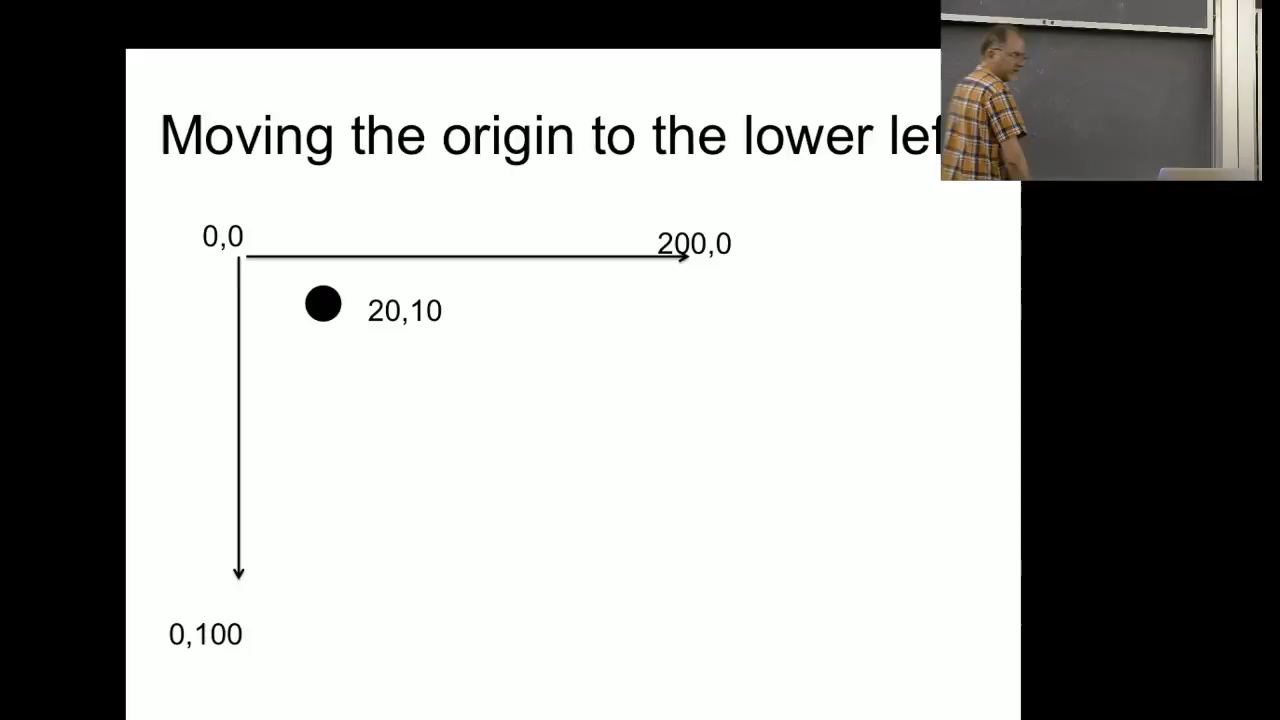 Moving the origin to the lower lef
0,0
200,0
20,10
0,100